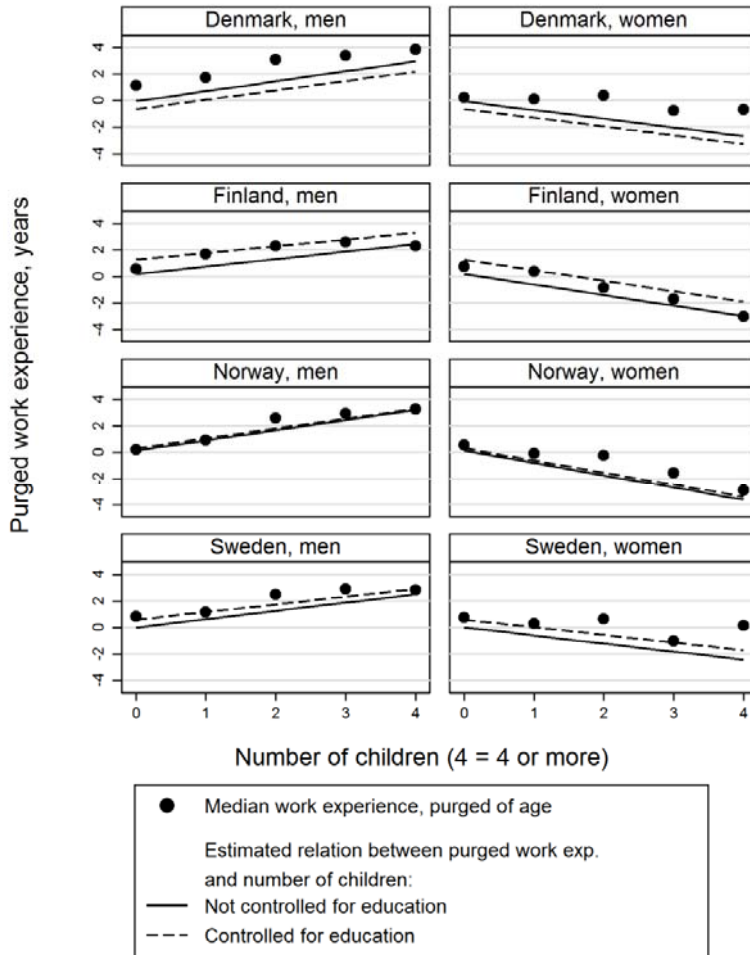 Denmark, men
Denmark, women
4
2
0
-2
-4
Finland, men
Finland, women
4
2
0
-2
-4
Norway, men
Norway, women
4
2
0
-2
-4
Sweden, men
Sweden, women
4
2
0
-2
-4
Purged work experience, years
0 1 2 3 4
0 1 2 3 4
Number of children (4 = 4 or more)
Median work experience, purged of age
Estimated relation between purged work exp.
and number of children:
Not controlled for education
Controlled for education